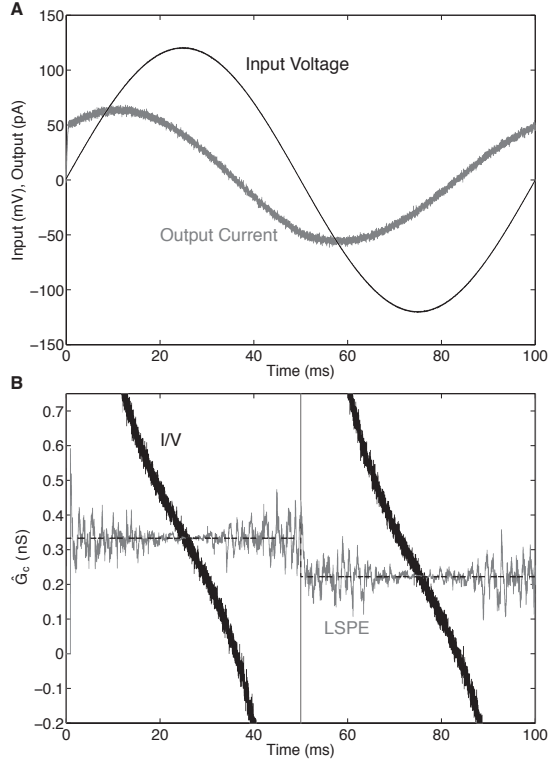 A
150
100
50
0
−50
−100
−150
Input (mV), Output (pA)
Input Voltage
Output Current
0
20
40
60
80
100
Time (ms)
B
0.7
0.6
0.5
0.4
0.3
0.2
0.1
0
−0.1
−0.2
Ĝc (nS)
I/V
LSPE
0
20
40
60
80
100
Time (ms)